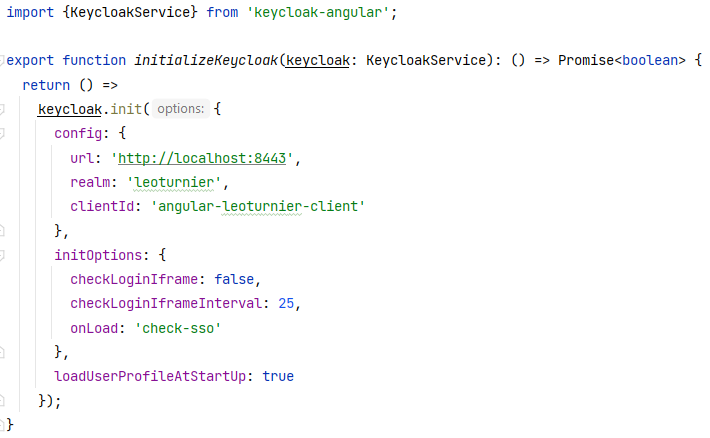 import {KeycloakService} from 'keycloak-angular';
export function initializeKeycloak(keycloak: KeycloakService): () => Promise<boolean> {
return () =>
keycloak.init( options: {
config: {
url: 'http://localhost:8443',
realm: 'leoturnier',
clientId: 'angular-leoturnier-client'
},
initOptions: {
checkLoginIframe: false,
checkLoginIframeInterval: 25,
onLoad: 'check-sso'
},
loadUserProfileAtStartUp: true
});
}